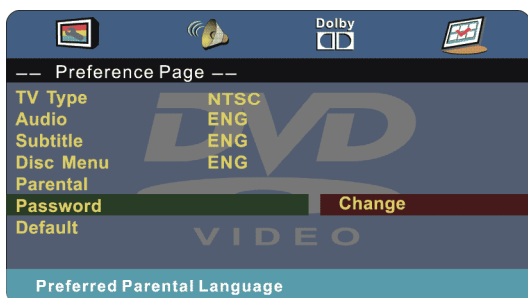 Dolby
-- Preference Page --
TV Type NTSC
Audio ENG
Subtitle ENG
Disc Menu ENG
Parental
Password Change
Default
DVD
VIDEO
Preferred Parental Language